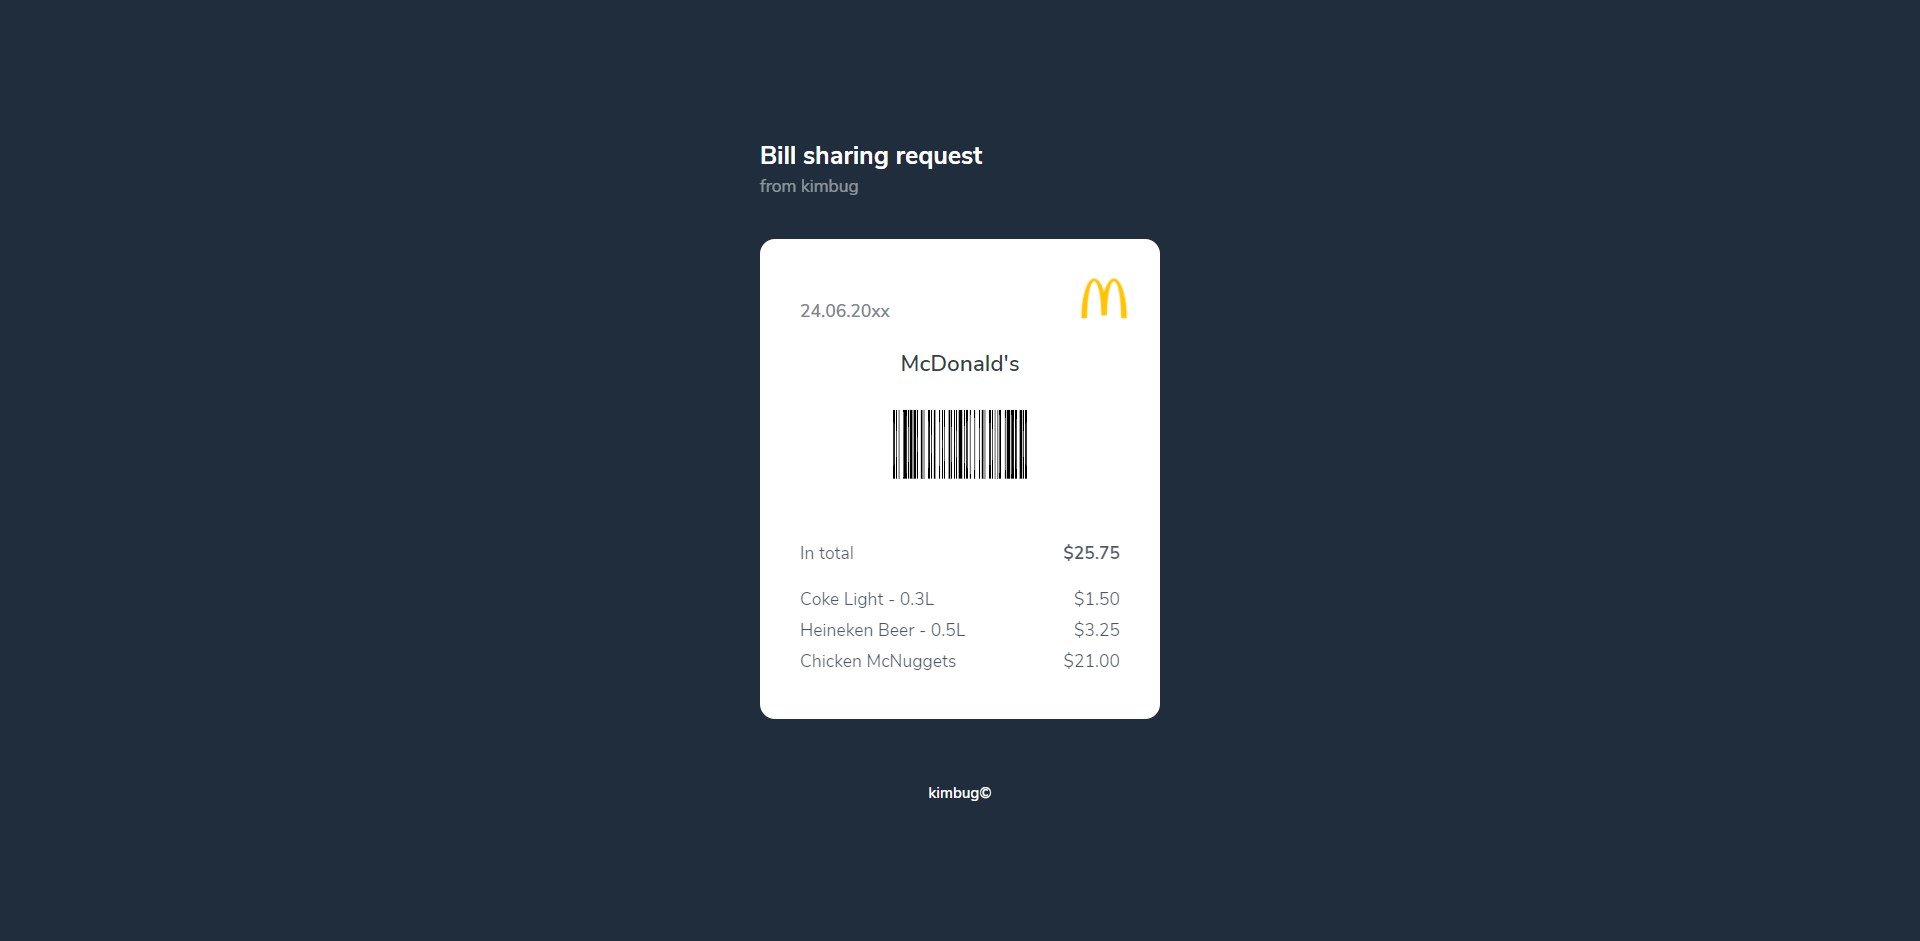 Bill sharing request
from kimbug
24.06.20xx
McDonald's
In total $25.75
Coke Light - 0.3L $1.50
Heineken Beer - 0.5L $3.25
Chicken McNuggets $21.00
kimbug©